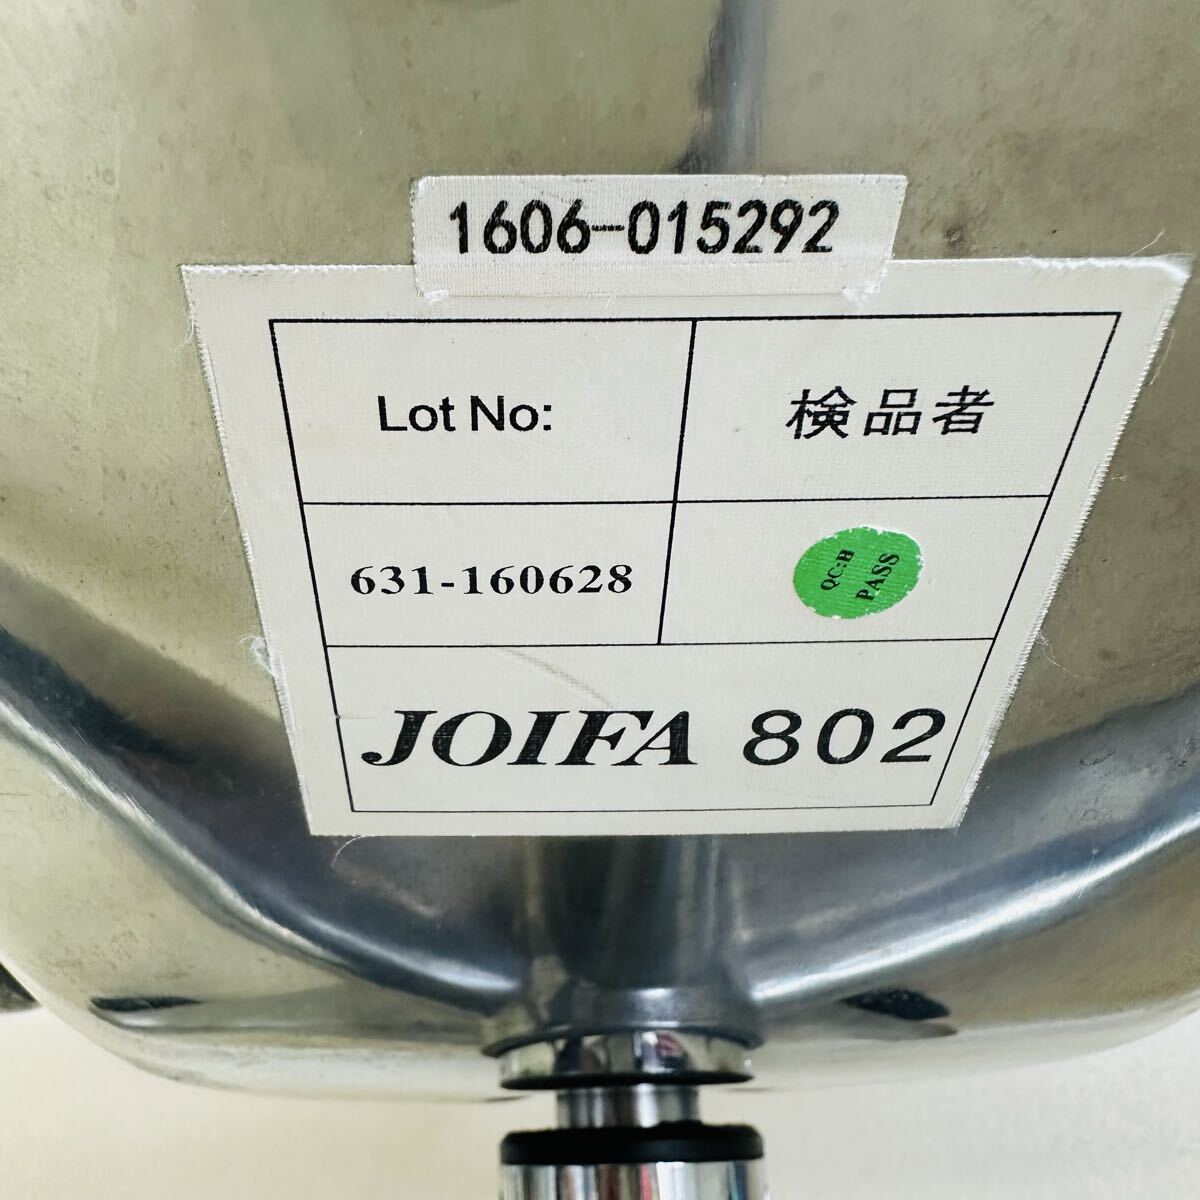 1606-015292
Lot No:
検品者
631-160628
QC:H
PASS
JOIFA 802